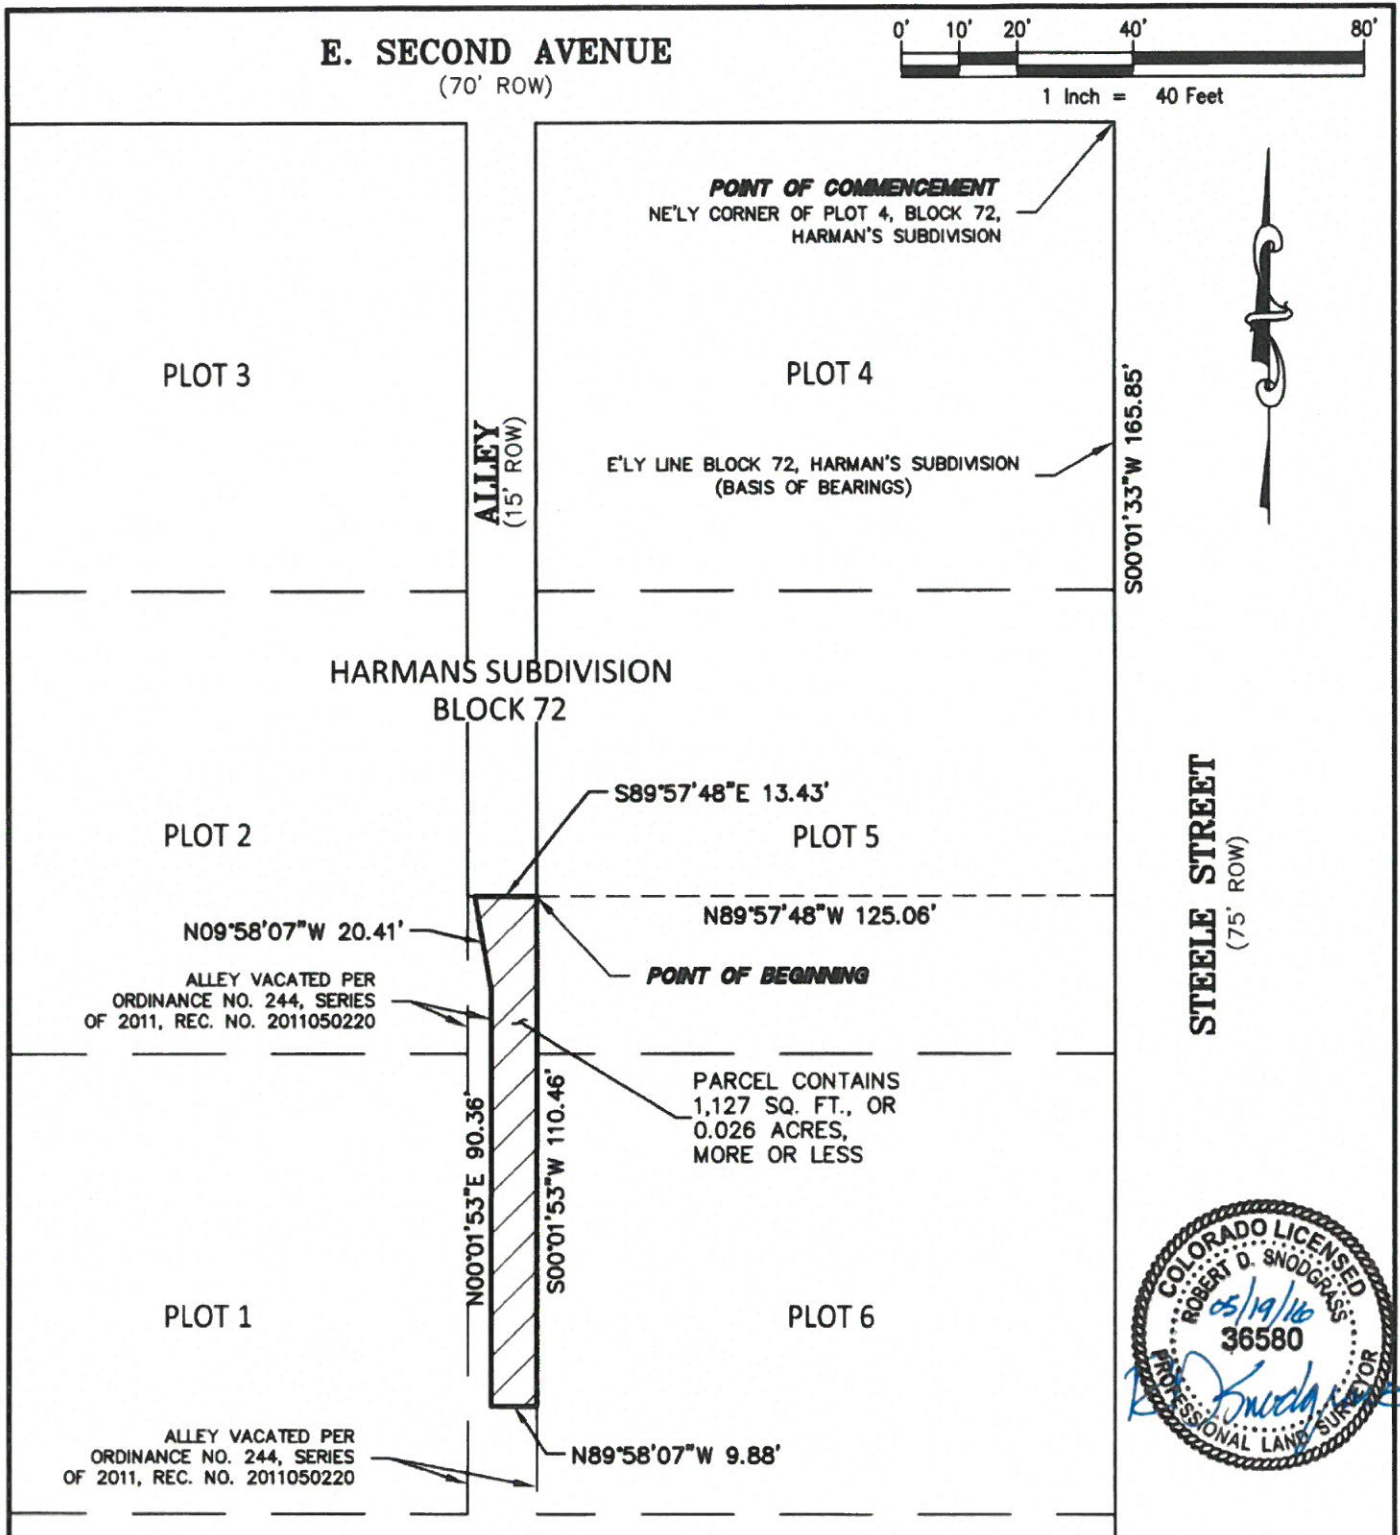 E. SECOND AVENUE
(70' ROW)
0' 10' 20' 40' 80'
1 Inch = 40 Feet
POINT OF COMMENCEMENT
NE'LY CORNER OF PLOT 4, BLOCK 72,
HARMAN'S SUBDIVISION
PLOT 3
PLOT 4
ALLEY
(15' ROW)
E'LY LINE BLOCK 72, HARMAN'S SUBDIVISION
(BASIS OF BEARINGS)
S00°01'33"W 165.85'
HARMANS SUBDIVISION
BLOCK 72
S89°57'48"E 13.43'
PLOT 2
PLOT 5
STEELE STREET
(75' ROW)
N89°57'48"W 125.06'
N09°58'07"W 20.41'
POINT OF BEGINNING
ALLEY VACATED PER
ORDINANCE NO. 244, SERIES
OF 2011, REC. NO. 2011050220
PARCEL CONTAINS
1,127 SQ. FT., OR
0.026 ACRES,
MORE OR LESS
N00°01'53"E 90.36'
S00°01'53"W 110.46'
PLOT 1
PLOT 6
COLORADO LICENSED
ROBERT D. SNODGRASS
05/19/16
36580
PROFESSIONAL LAND SURVEYOR
ALLEY VACATED PER
ORDINANCE NO. 244, SERIES
OF 2011, REC. NO. 2011050220
N89°58'07"W 9.88'